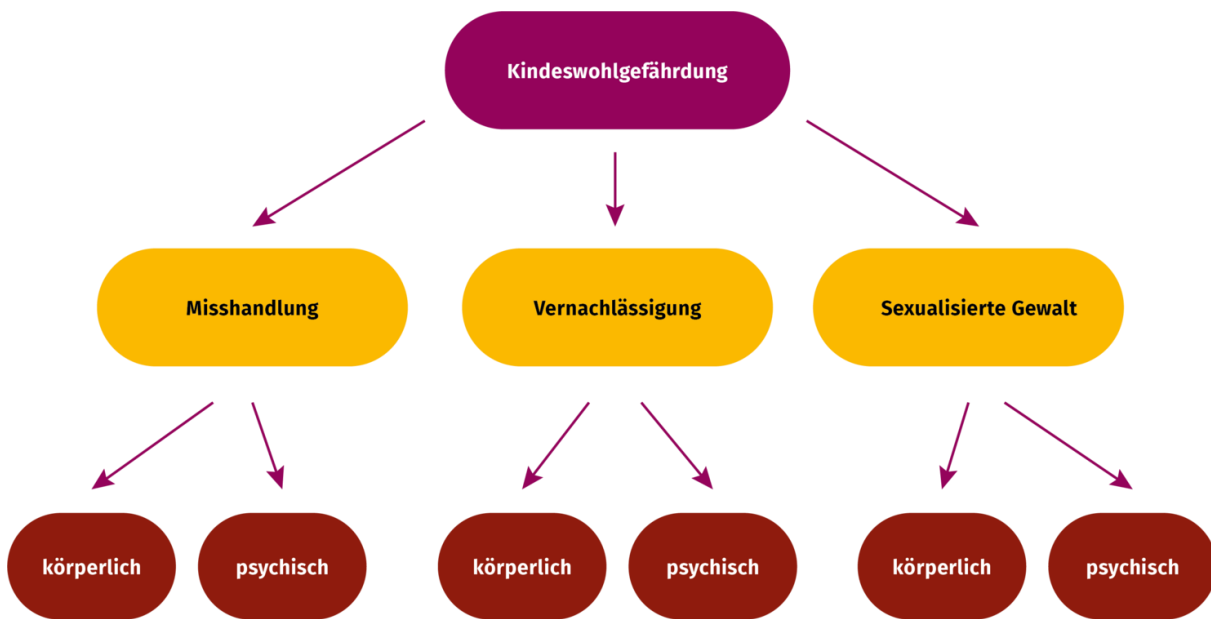 Kindeswohlgefährdung
Misshandlung
Vernachlässigung
Sexualisierte Gewalt
körperlich
psychisch
körperlich
psychisch
körperlich
psychisch